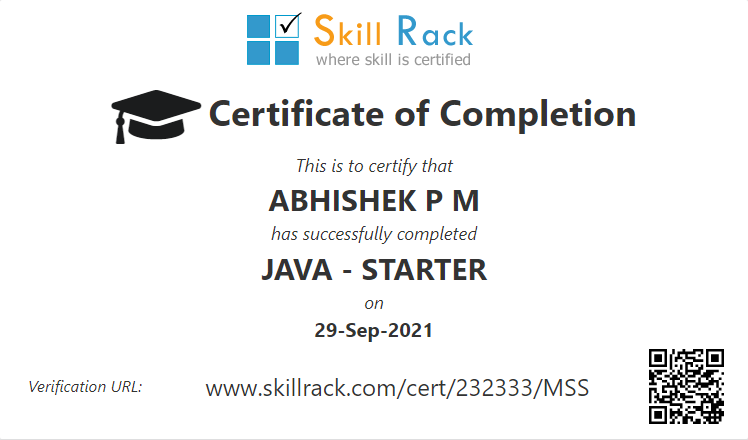 Skill Rack
where skill is certified
Certificate of Completion
This is to certify that
ABHISHEK P M
has successfully completed
JAVA - STARTER
on
29-Sep-2021
Verification URL: www.skillrack.com/cert/232333/MSS